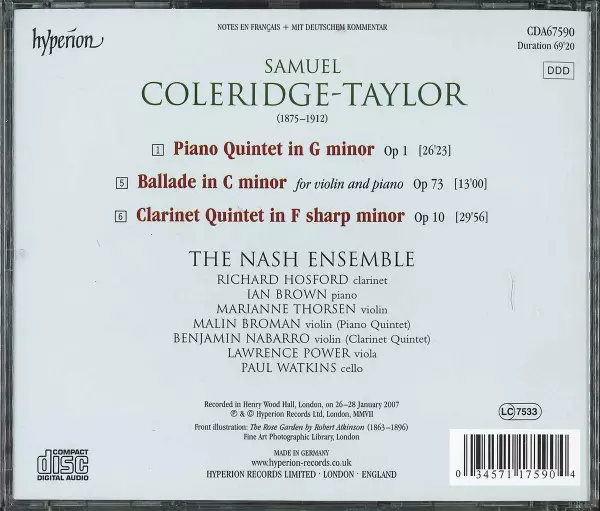 NOTES EN FRANÇAIS + MIT DEUTSCHEM KOMMENTAR
hyperion
CDA67590
Duration 69'20
DDD
SAMUEL
COLERIDGE-TAYLOR
(1875–1912)
1 Piano Quintet in G minor Op 1 [26'23]
5 Ballade in C minor for violin and piano Op 73 [13'00]
6 Clarinet Quintet in F sharp minor Op 10 [29'56]
THE NASH ENSEMBLE
RICHARD HOSFORD clarinet
IAN BROWN piano
MARIANNE THORSEN violin
MALIN BROMAN violin (Piano Quintet)
BENJAMIN NABARRO violin (Clarinet Quintet)
LAWRENCE POWER viola
PAUL WATKINS cello
Recorded in Henry Wood Hall, London, on 26–28 January 2007
℗ & © Hyperion Records Ltd, London, MMVII
Front illustration: The Rose Garden by Robert Atkinson (1863–1896)
Fine Art Photographic Library, London
MADE IN GERMANY
www.hyperion-records.co.uk
HYPERION RECORDS LIMITED · LONDON · ENGLAND
COMPACT
disc
DIGITAL AUDIO
LC 7533
0 34571 17590 4